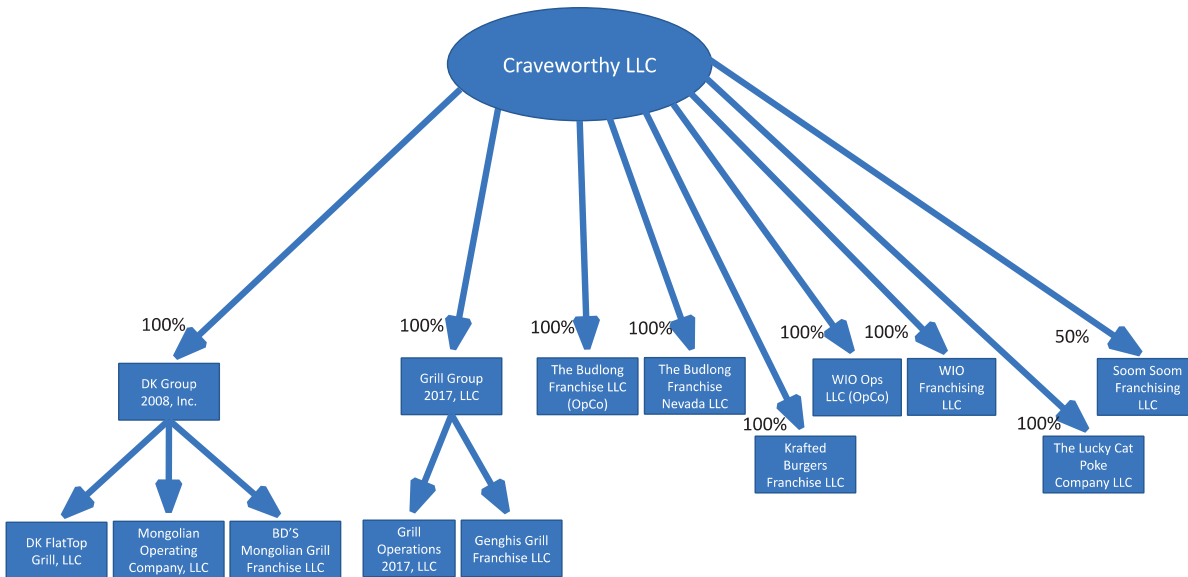 Craveworthy LLC
100%
100%
100%
100%
100%
100%
50%
DK Group
2008, Inc.
Grill Group
2017, LLC
The Budlong
Franchise LLC
(OpCo)
The Budlong
Franchise
Nevada LLC
WIO Ops
LLC (OpCo)
WIO
Franchising
LLC
Soom Soom
Franchising
LLC
100%
Krafted
Burgers
Franchise LLC
100%
The Lucky Cat
Poke
Company LLC
DK FlatTop
Grill, LLC
Mongolian
Operating
Company, LLC
BD'S
Mongolian Grill
Franchise LLC
Grill
Operations
2017, LLC
Genghis Grill
Franchise LLC